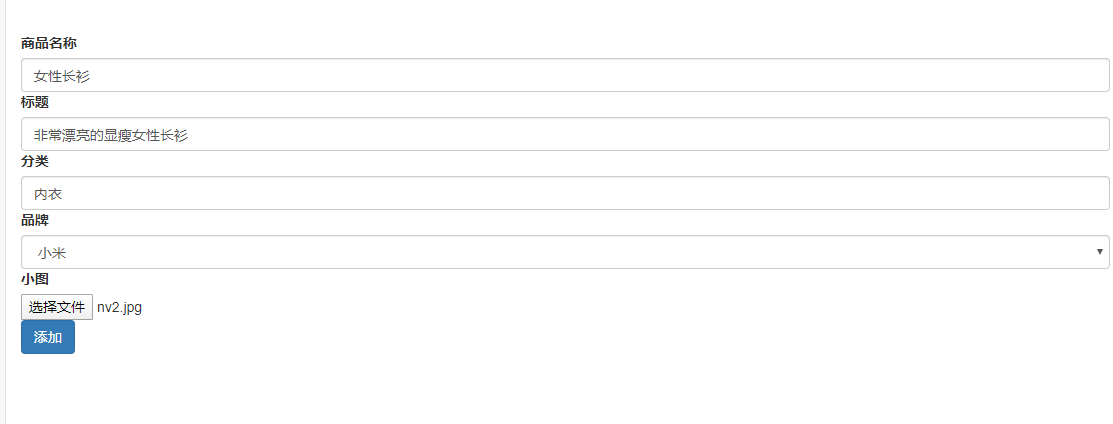 商品名称
女性长衫
标题
非常漂亮的显瘦女性长衫
分类
内衣
品牌
小米
小图
选择文件 nv2.jpg
添加